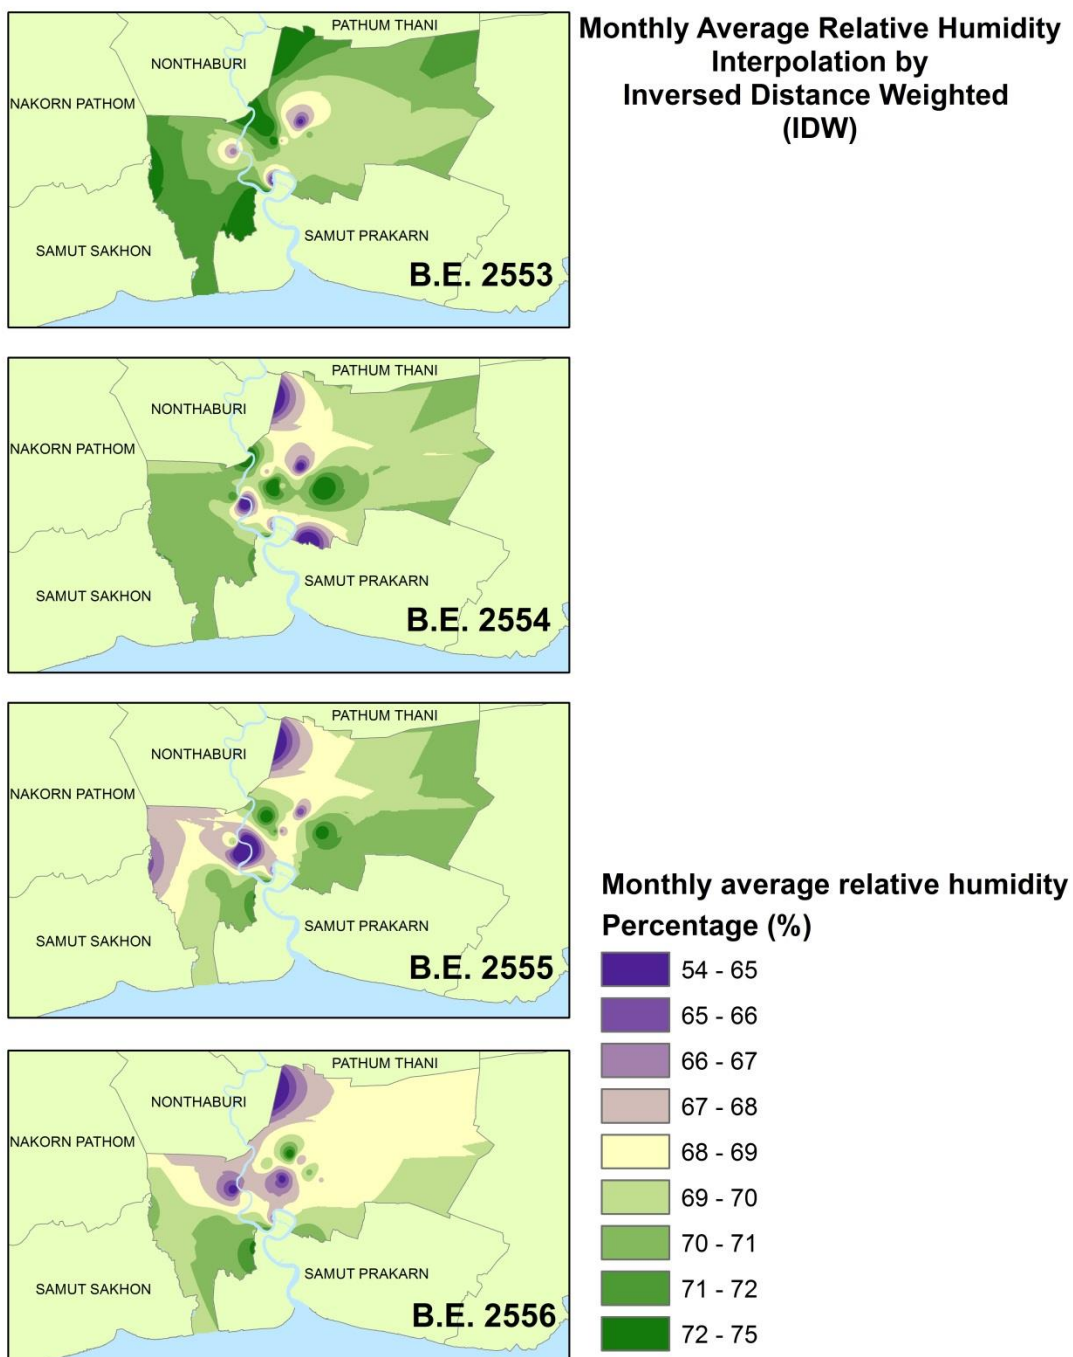 Monthly Average Relative Humidity
Interpolation by
Inversed Distance Weighted
(IDW)
PATHUM THANI
NONTHABURI
NAKORN PATHOM
SAMUT SAKHON
SAMUT PRAKARN
B.E. 2553
PATHUM THANI
NONTHABURI
NAKORN PATHOM
SAMUT SAKHON
SAMUT PRAKARN
B.E. 2554
PATHUM THANI
NONTHABURI
NAKORN PATHOM
SAMUT SAKHON
SAMUT PRAKARN
B.E. 2555
PATHUM THANI
NONTHABURI
NAKORN PATHOM
SAMUT SAKHON
SAMUT PRAKARN
B.E. 2556
Monthly average relative humidity
Percentage (%)
54 - 65
65 - 66
66 - 67
67 - 68
68 - 69
69 - 70
70 - 71
71 - 72
72 - 75